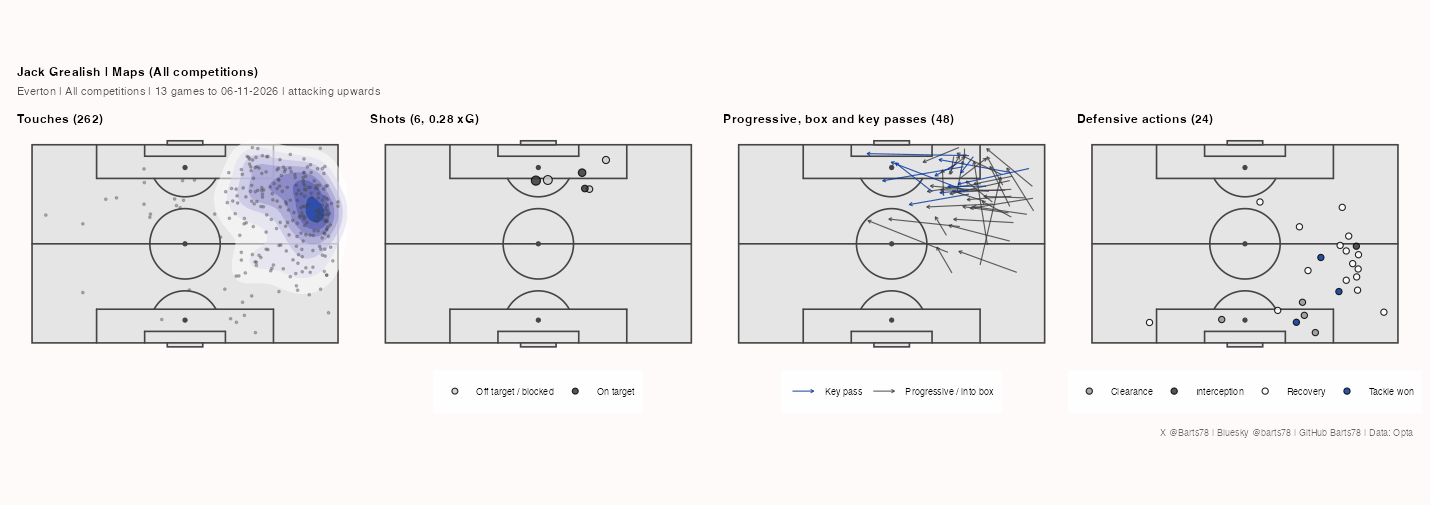 Jack Grealish | Maps (All competitions)
Everton | All competitions | 13 games to 06-11-2026 | attacking upwards
Touches (262)
Shots (6, 0.28 xG)
Progressive, box and key passes (48)
Defensive actions (24)
Off target / blocked
On target
Key pass
Progressive / into box
Clearance
Interception
Recovery
Tackle won
X @Barts78 | Bluesky @barts78 | GitHub Barts78 | Data: Opta